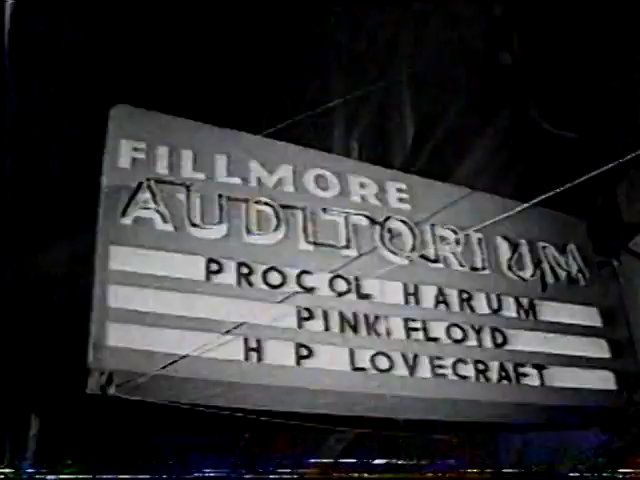 FILLMORE
AUDITORIUM
PROCOL HARUM
PINK FLOYD
H P LOVECRAFT